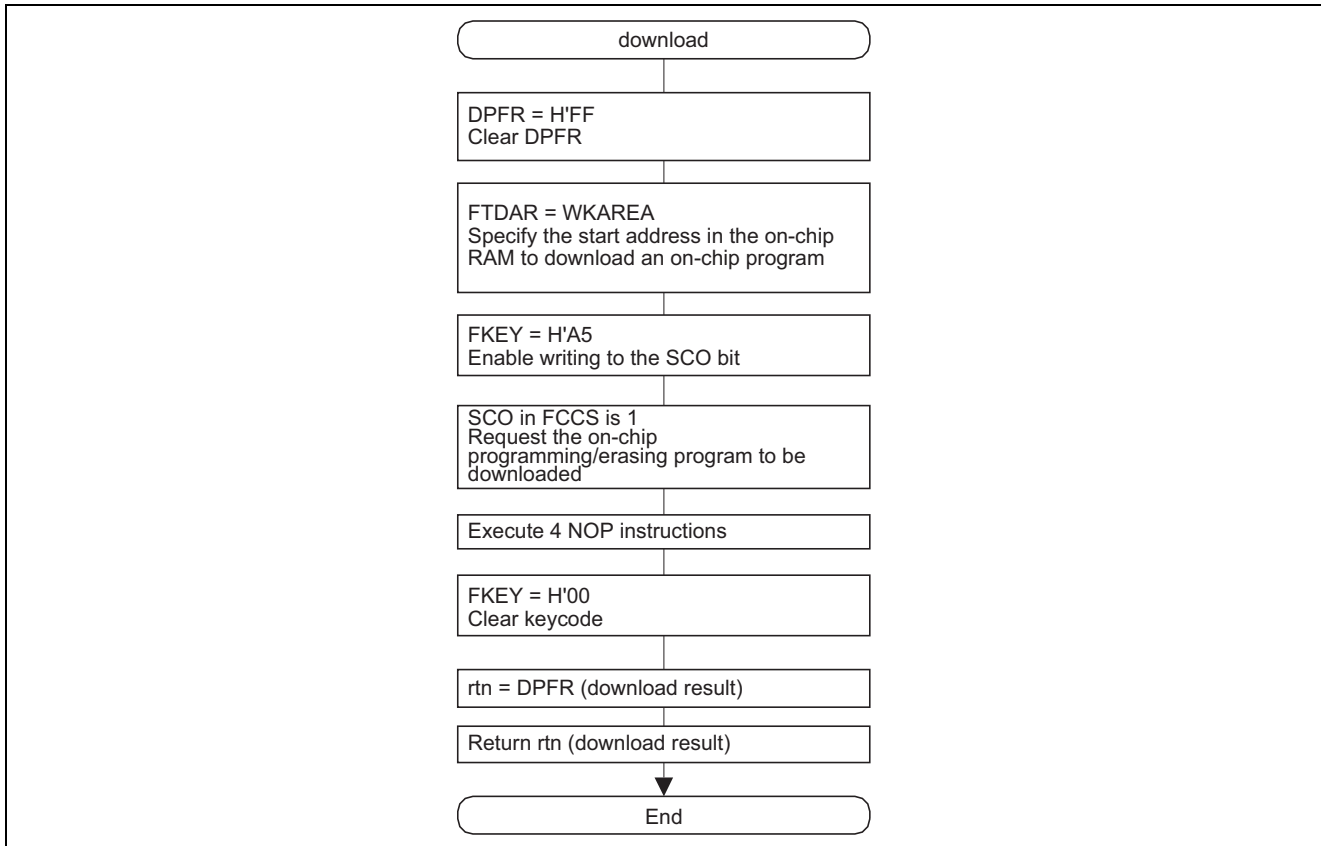 download
DPFR = H'FF
Clear DPFR
FTDAR = WKAREA
Specify the start address in the on-chip
RAM to download an on-chip program
FKEY = H'A5
Enable writing to the SCO bit
SCO in FCCS is 1
Request the on-chip
programming/erasing program to be
downloaded
Execute 4 NOP instructions
FKEY = H'00
Clear keycode
rtn = DPFR (download result)
Return rtn (download result)
End